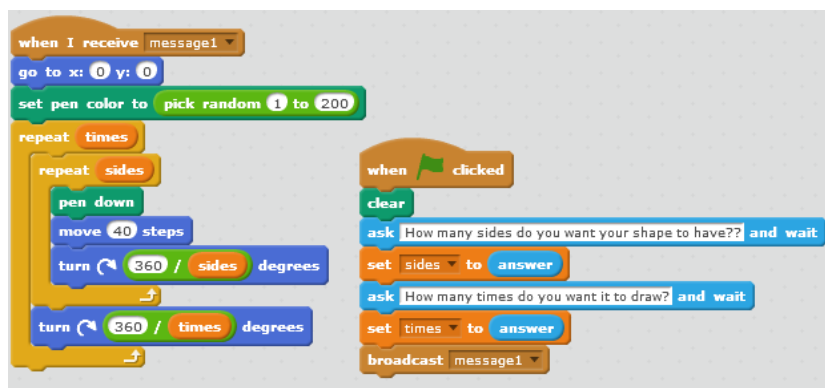 when I receive message1
go to x: 0 y: 0
set pen color to pick random 1 to 200
repeat times
repeat sides
pen down
move 40 steps
turn 360 / sides degrees
turn 360 / times degrees
when clicked
clear
ask How many sides do you want your shape to have?? and wait
set sides to answer
ask How many times do you want it to draw? and wait
set times to answer
broadcast message1